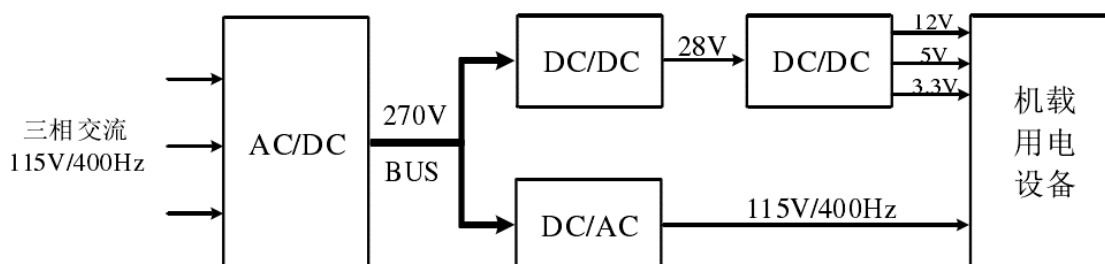 三相交流
115V/400Hz
AC/DC
270V
BUS
DC/DC
28V
DC/DC
12V
5V
3.3V
DC/AC
115V/400Hz
机载
用电
设备